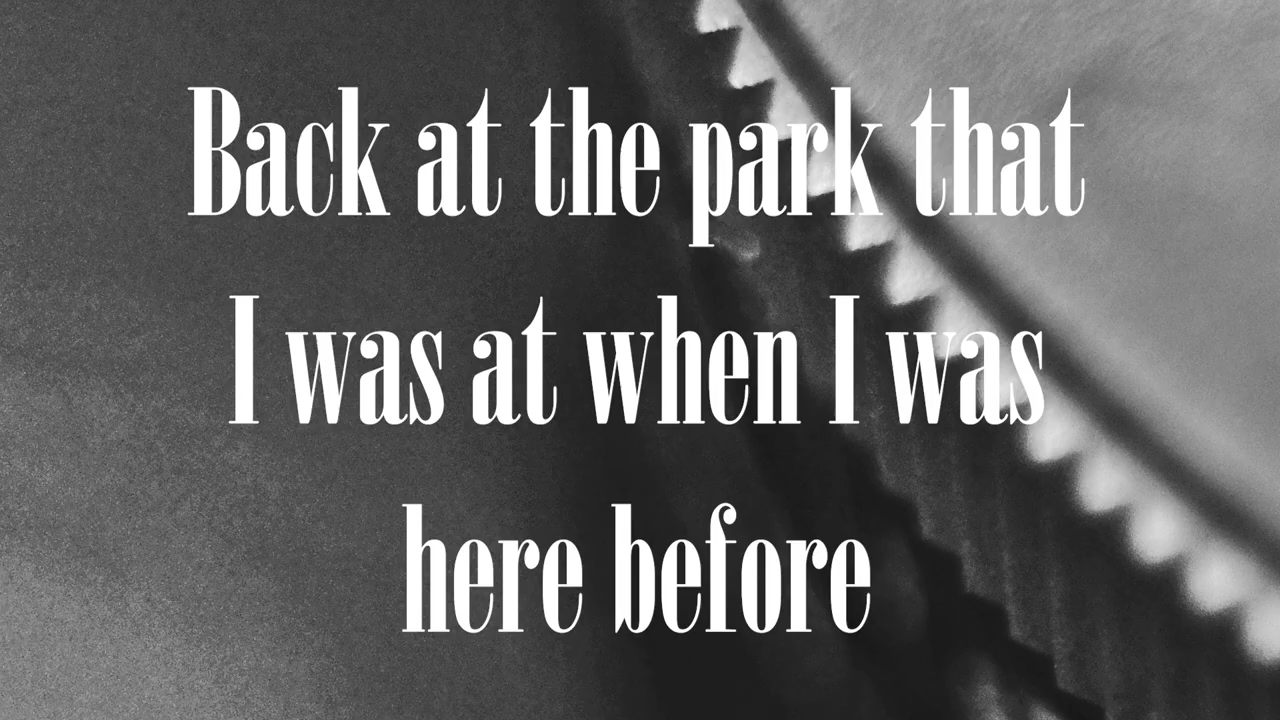 Back at the park that
I was at when I was
here before